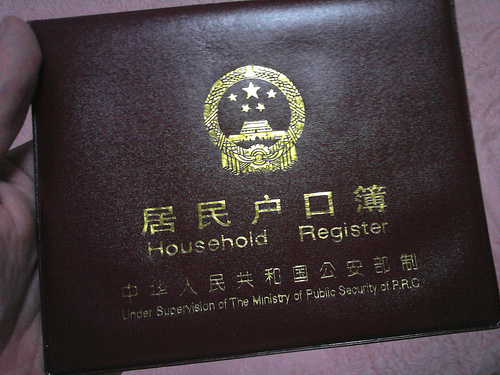 居民户口簿
Household Register
中华人民共和国公安部制
Under Supervision of The Ministry of Public Security of P.R.C.